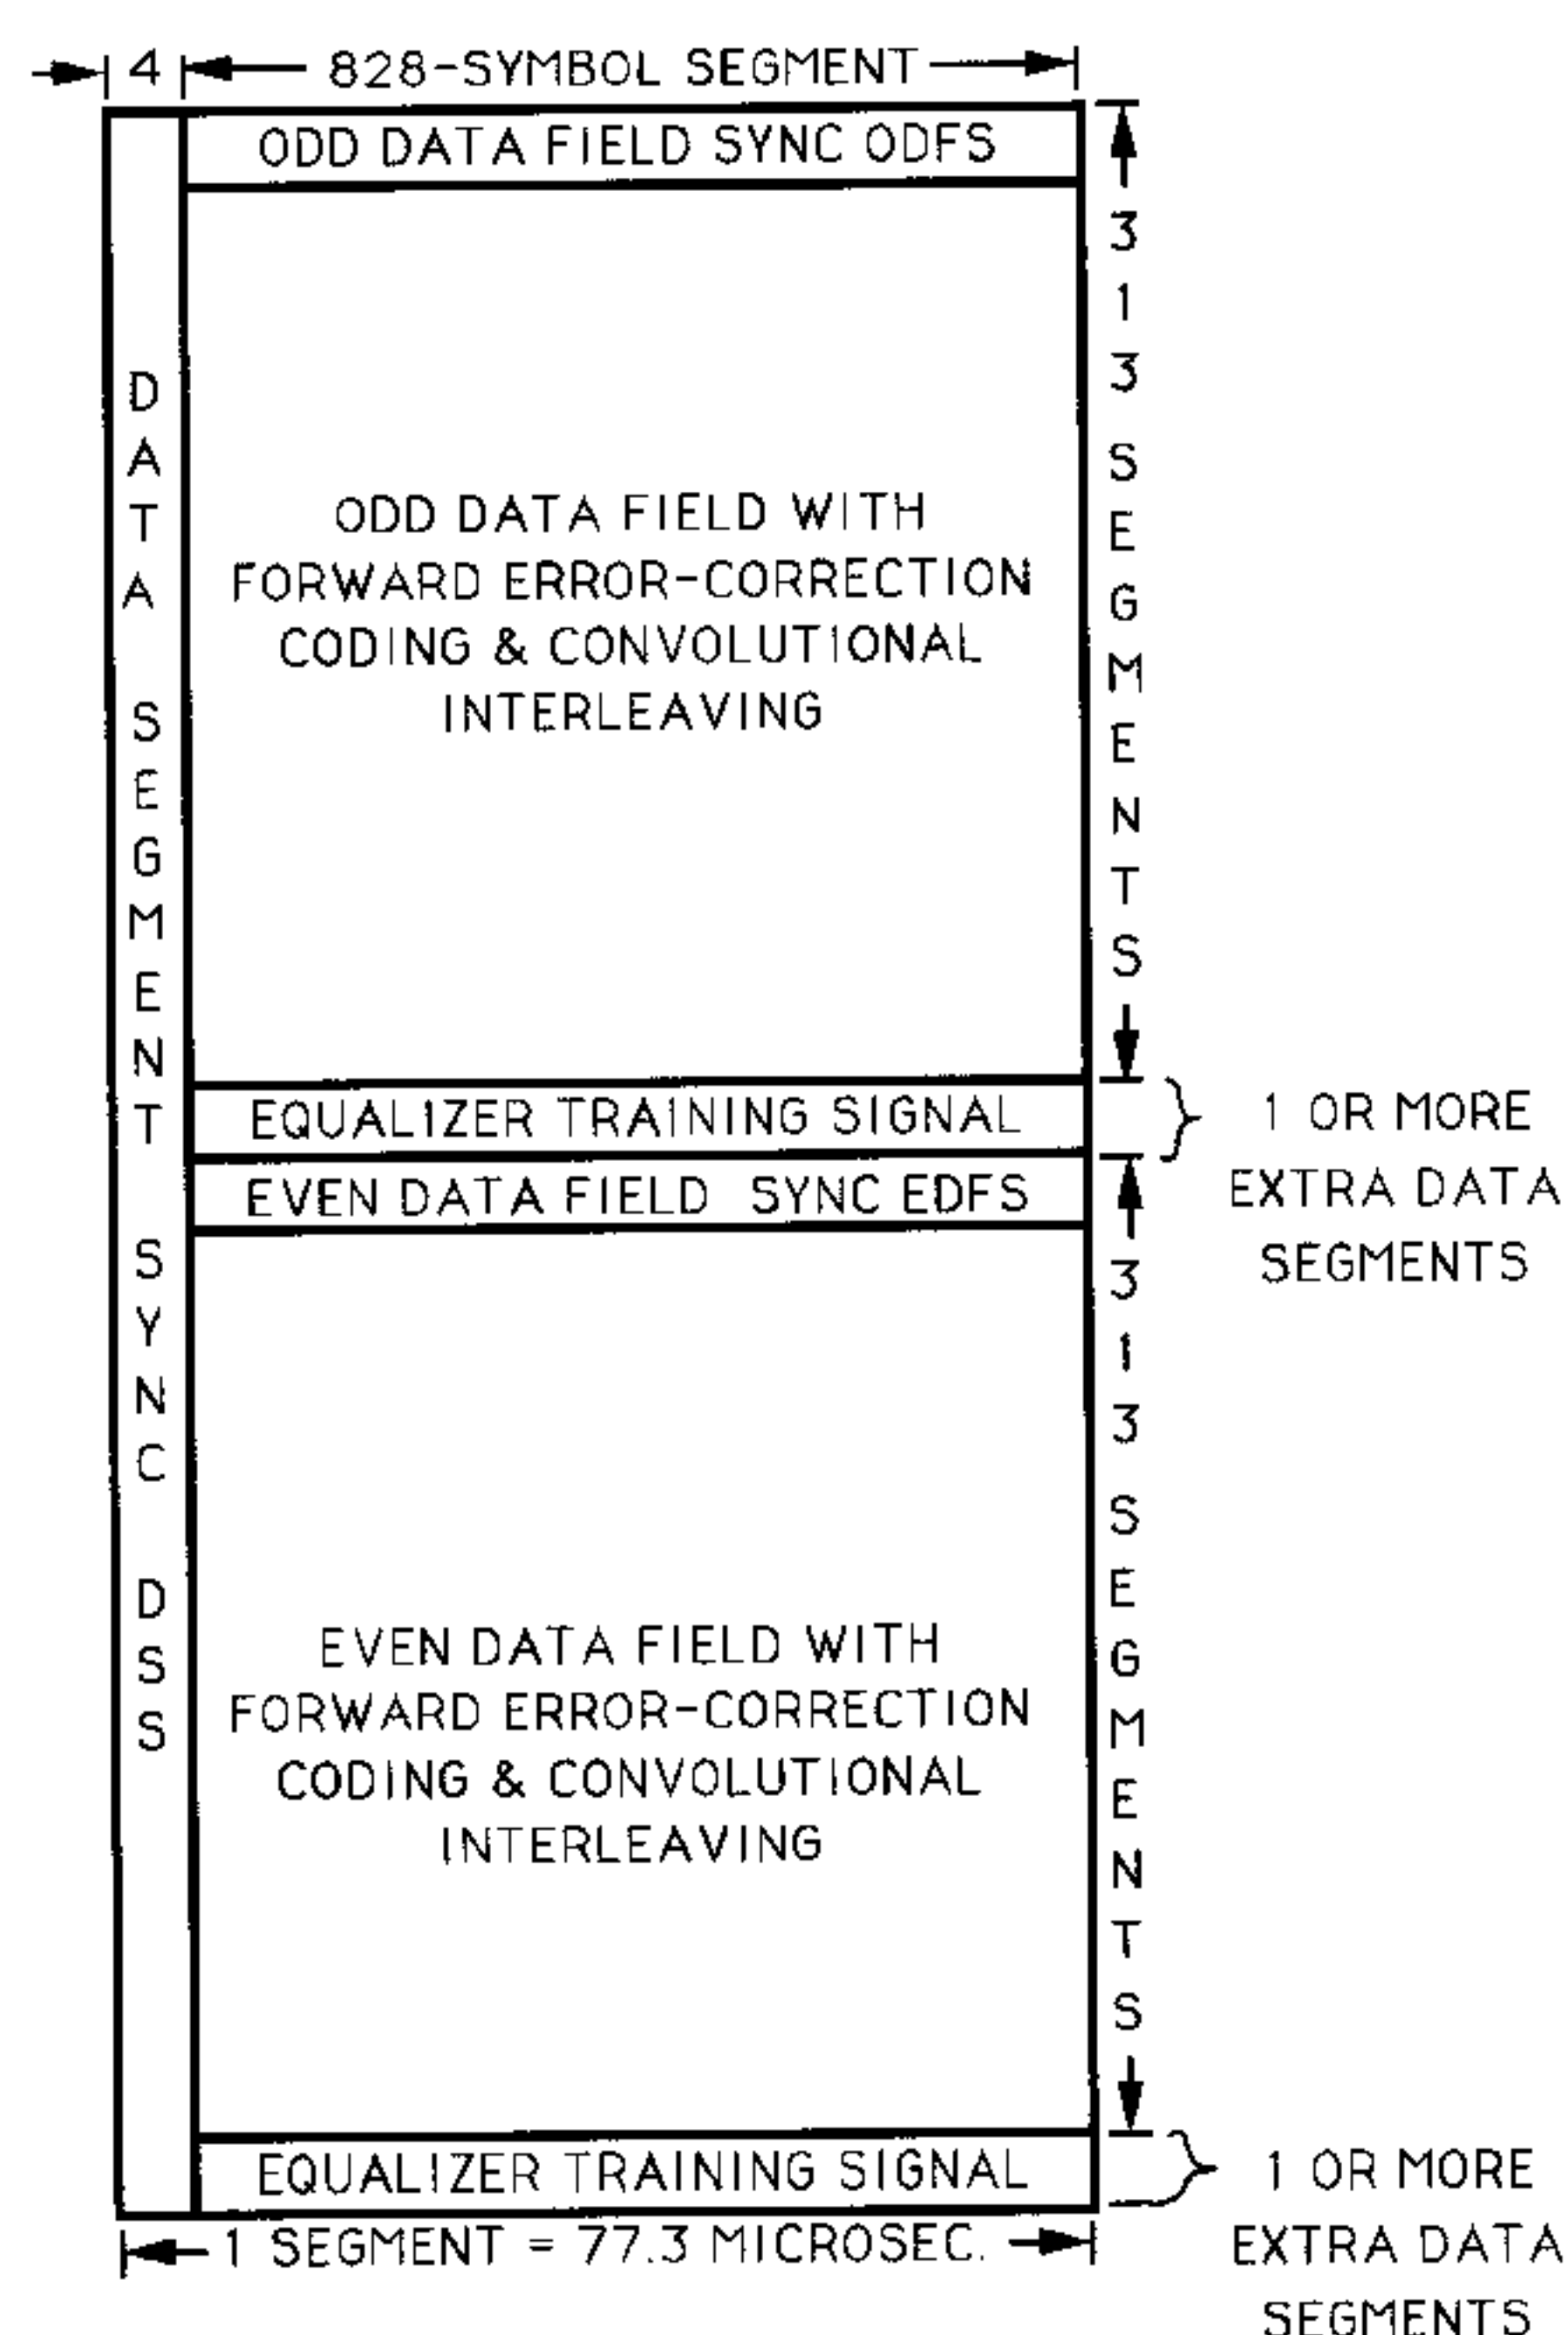 4
828-SYMBOL SEGMENT
ODD DATA FIELD SYNC ODFS
DATA SEGMENT SYNC DSS
ODD DATA FIELD WITH
FORWARD ERROR-CORRECTION
CODING & CONVOLUTIONAL
INTERLEAVING
313 SEGMENTS
EQUALIZER TRAINING SIGNAL
1 OR MORE
EXTRA DATA
SEGMENTS
EVEN DATA FIELD SYNC EDFS
EVEN DATA FIELD WITH
FORWARD ERROR-CORRECTION
CODING & CONVOLUTIONAL
INTERLEAVING
313 SEGMENTS
EQUALIZER TRAINING SIGNAL
1 OR MORE
EXTRA DATA
SEGMENTS
1 SEGMENT = 77.3 MICROSEC.